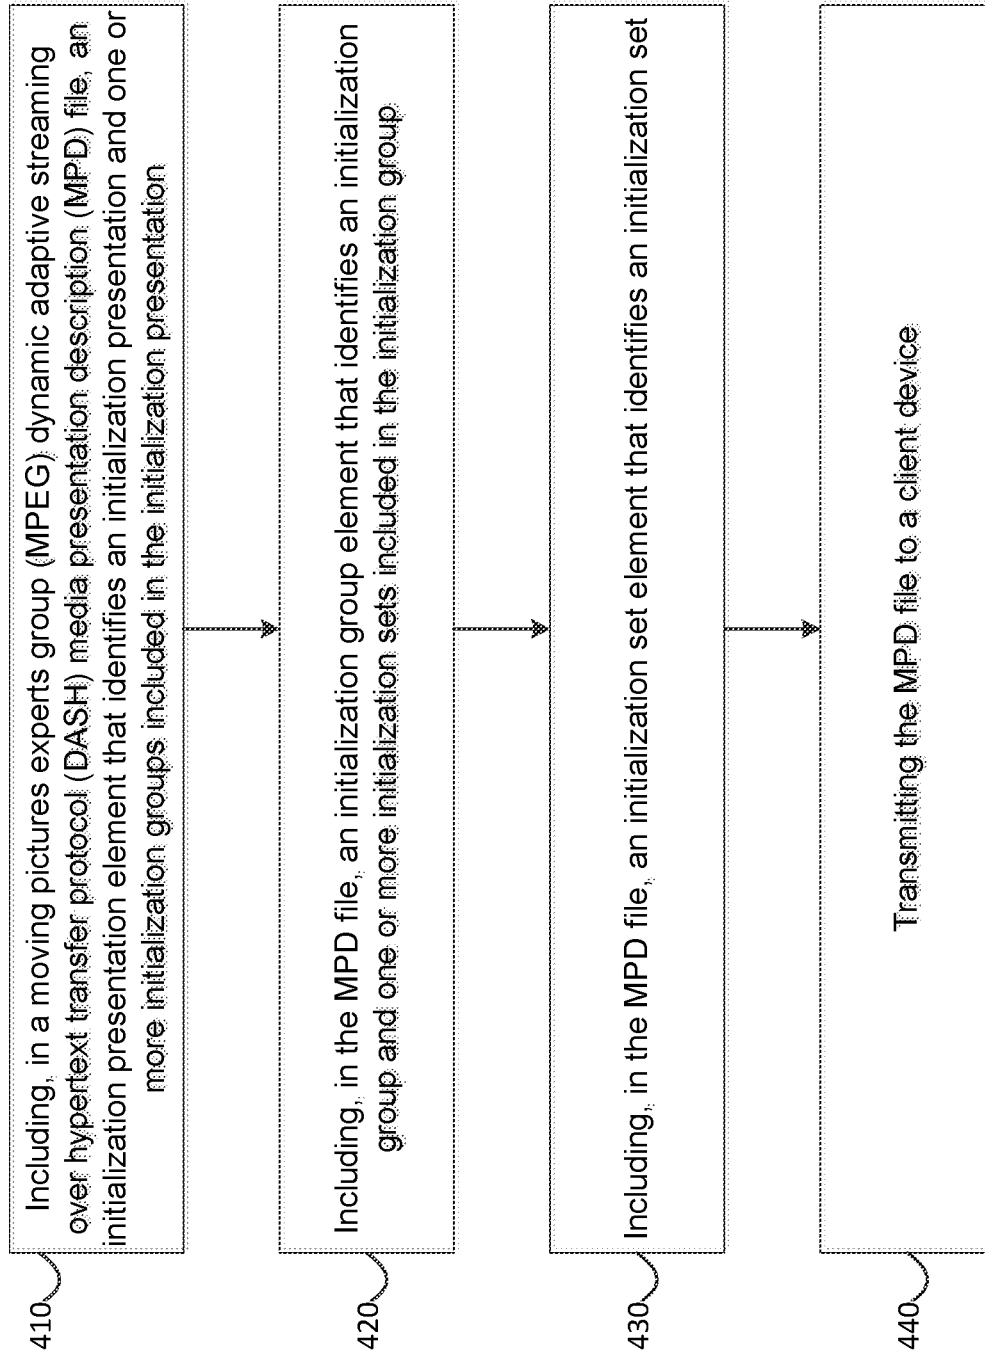 410
Including, in a moving pictures experts group (MPEG) dynamic adaptive streaming
over hypertext transfer protocol (DASH) media presentation description (MPD) file, an
initialization presentation element that identifies an initialization presentation and one or
more initialization groups included in the initialization presentation
420
Including, in the MPD file, an initialization group element that identifies an initialization
group and one or more initialization sets included in the initialization group
430
Including, in the MPD file, an initialization set element that identifies an initialization set
440
Transmitting the MPD file to a client device